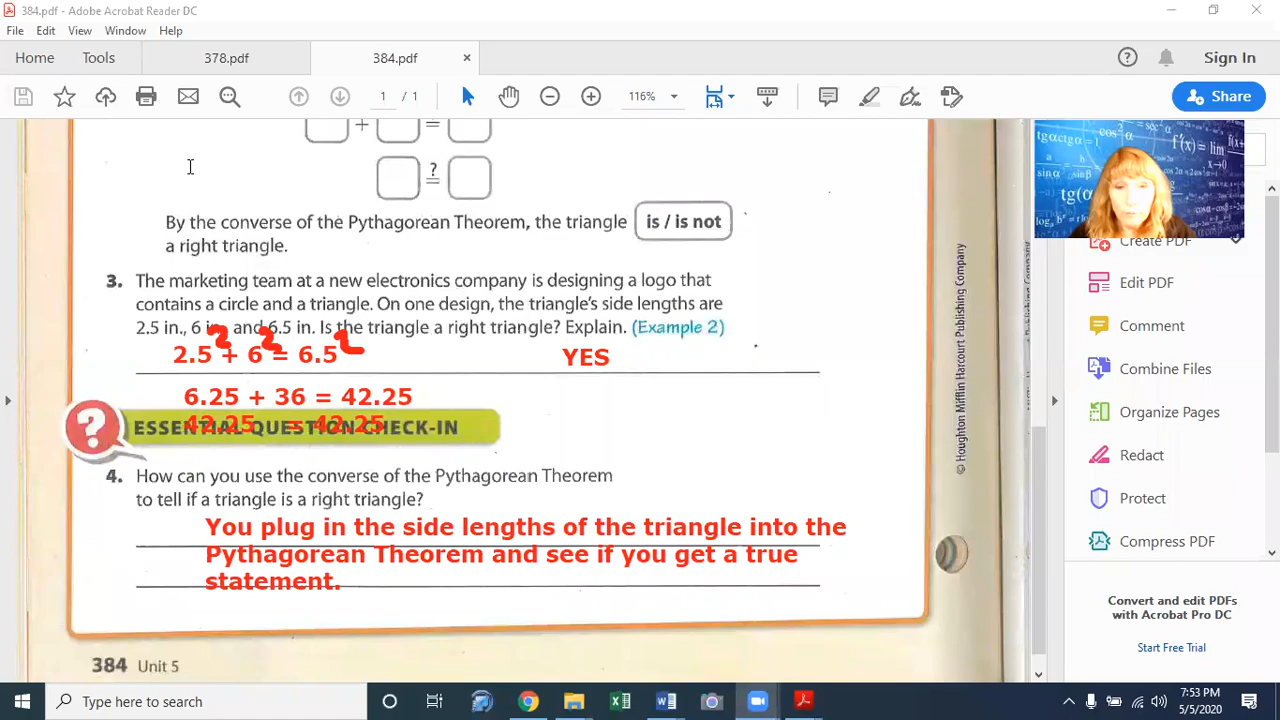 384.pdf - Adobe Acrobat Reader DC
File Edit View Window Help
Home Tools 378.pdf 384.pdf × Sign In
1 / 1 116% Share
+ =
? =
By the converse of the Pythagorean Theorem, the triangle is / is not
a right triangle.
3. The marketing team at a new electronics company is designing a logo that
contains a circle and a triangle. On one design, the triangle's side lengths are
2.5 in., 6 in., and 6.5 in. Is the triangle a right triangle? Explain. (Example 2)
2.5² + 6² = 6.5² YES
6.25 + 36 = 42.25
42.25 = 42.25
? ESSENTIAL QUESTION CHECK-IN
4. How can you use the converse of the Pythagorean Theorem
to tell if a triangle is a right triangle?
You plug in the side lengths of the triangle into the
Pythagorean Theorem and see if you get a true
statement.
384 Unit 5
© Houghton Mifflin Harcourt Publishing Company
Create PDF
Edit PDF
Comment
Combine Files
Organize Pages
Redact
Protect
Compress PDF
Convert and edit PDFs
with Acrobat Pro DC
Start Free Trial
Type here to search
7:53 PM
5/5/2020